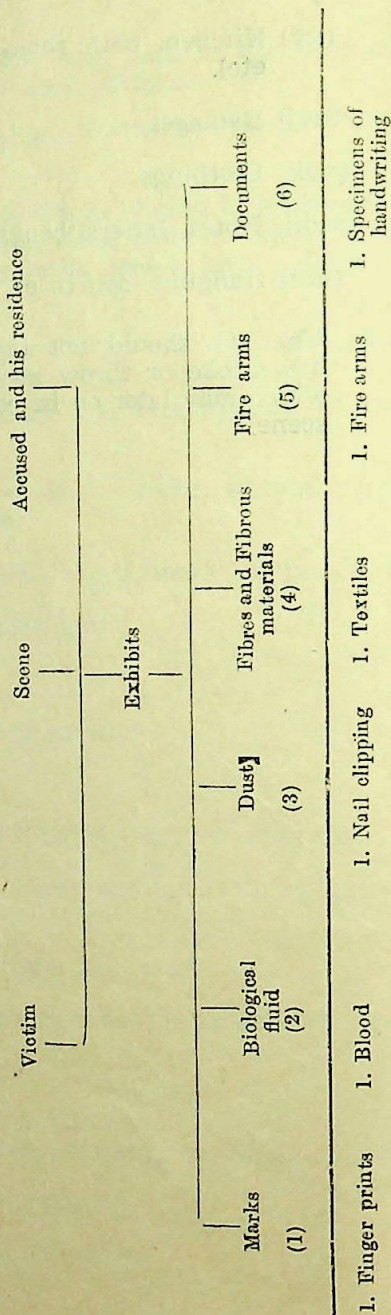 Victim Scene Accused and his residence
Exhibits
Marks Biological Dust Fibres and Fibrous Fire arms Documents
fluid materials
(1) (2) (3) (4) (5) (6)
1. Finger prints 1. Blood 1. Nail clipping 1. Textiles 1. Fire arms 1. Specimens of
handwriting